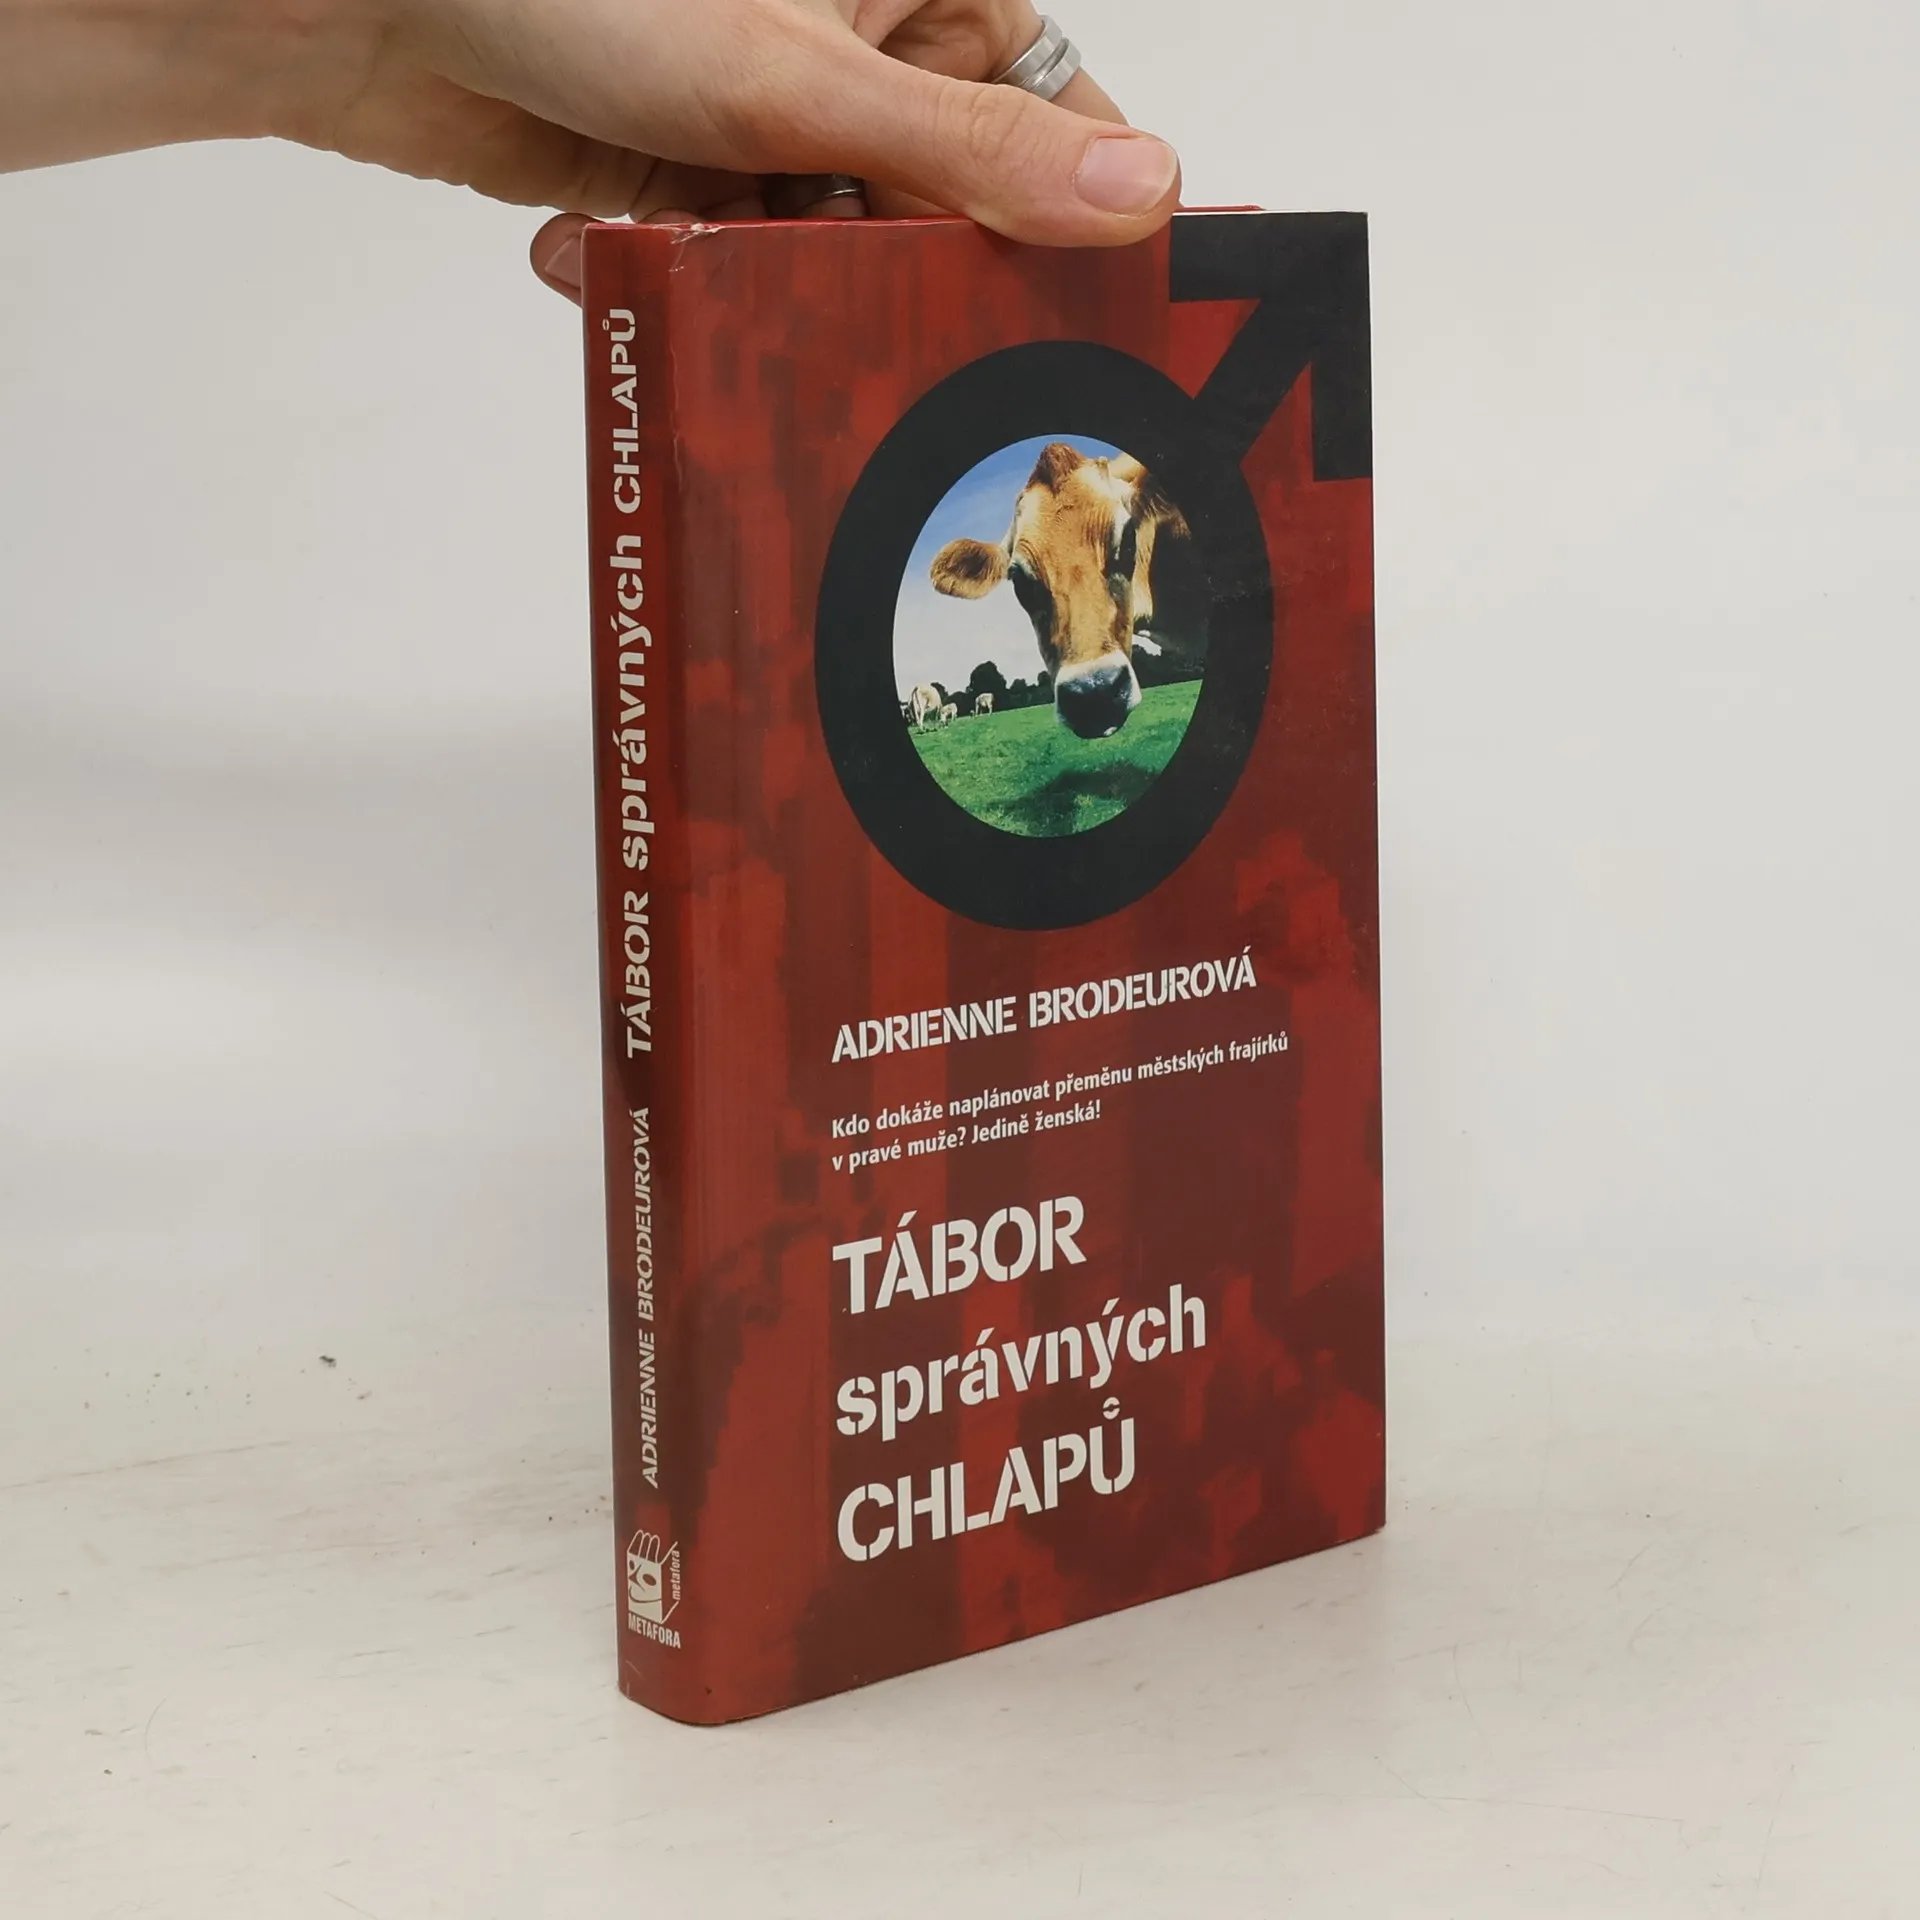 TÁBOR správných CHLAPŮ
ADRIENNE BRODEUROVÁ
metafora
METAFORA
ADRIENNE BRODEUROVÁ
Kdo dokáže naplánovat přeměnu městských frajírků
v pravé muže? Jedině ženská!
TÁBOR
správných
CHLAPŮ